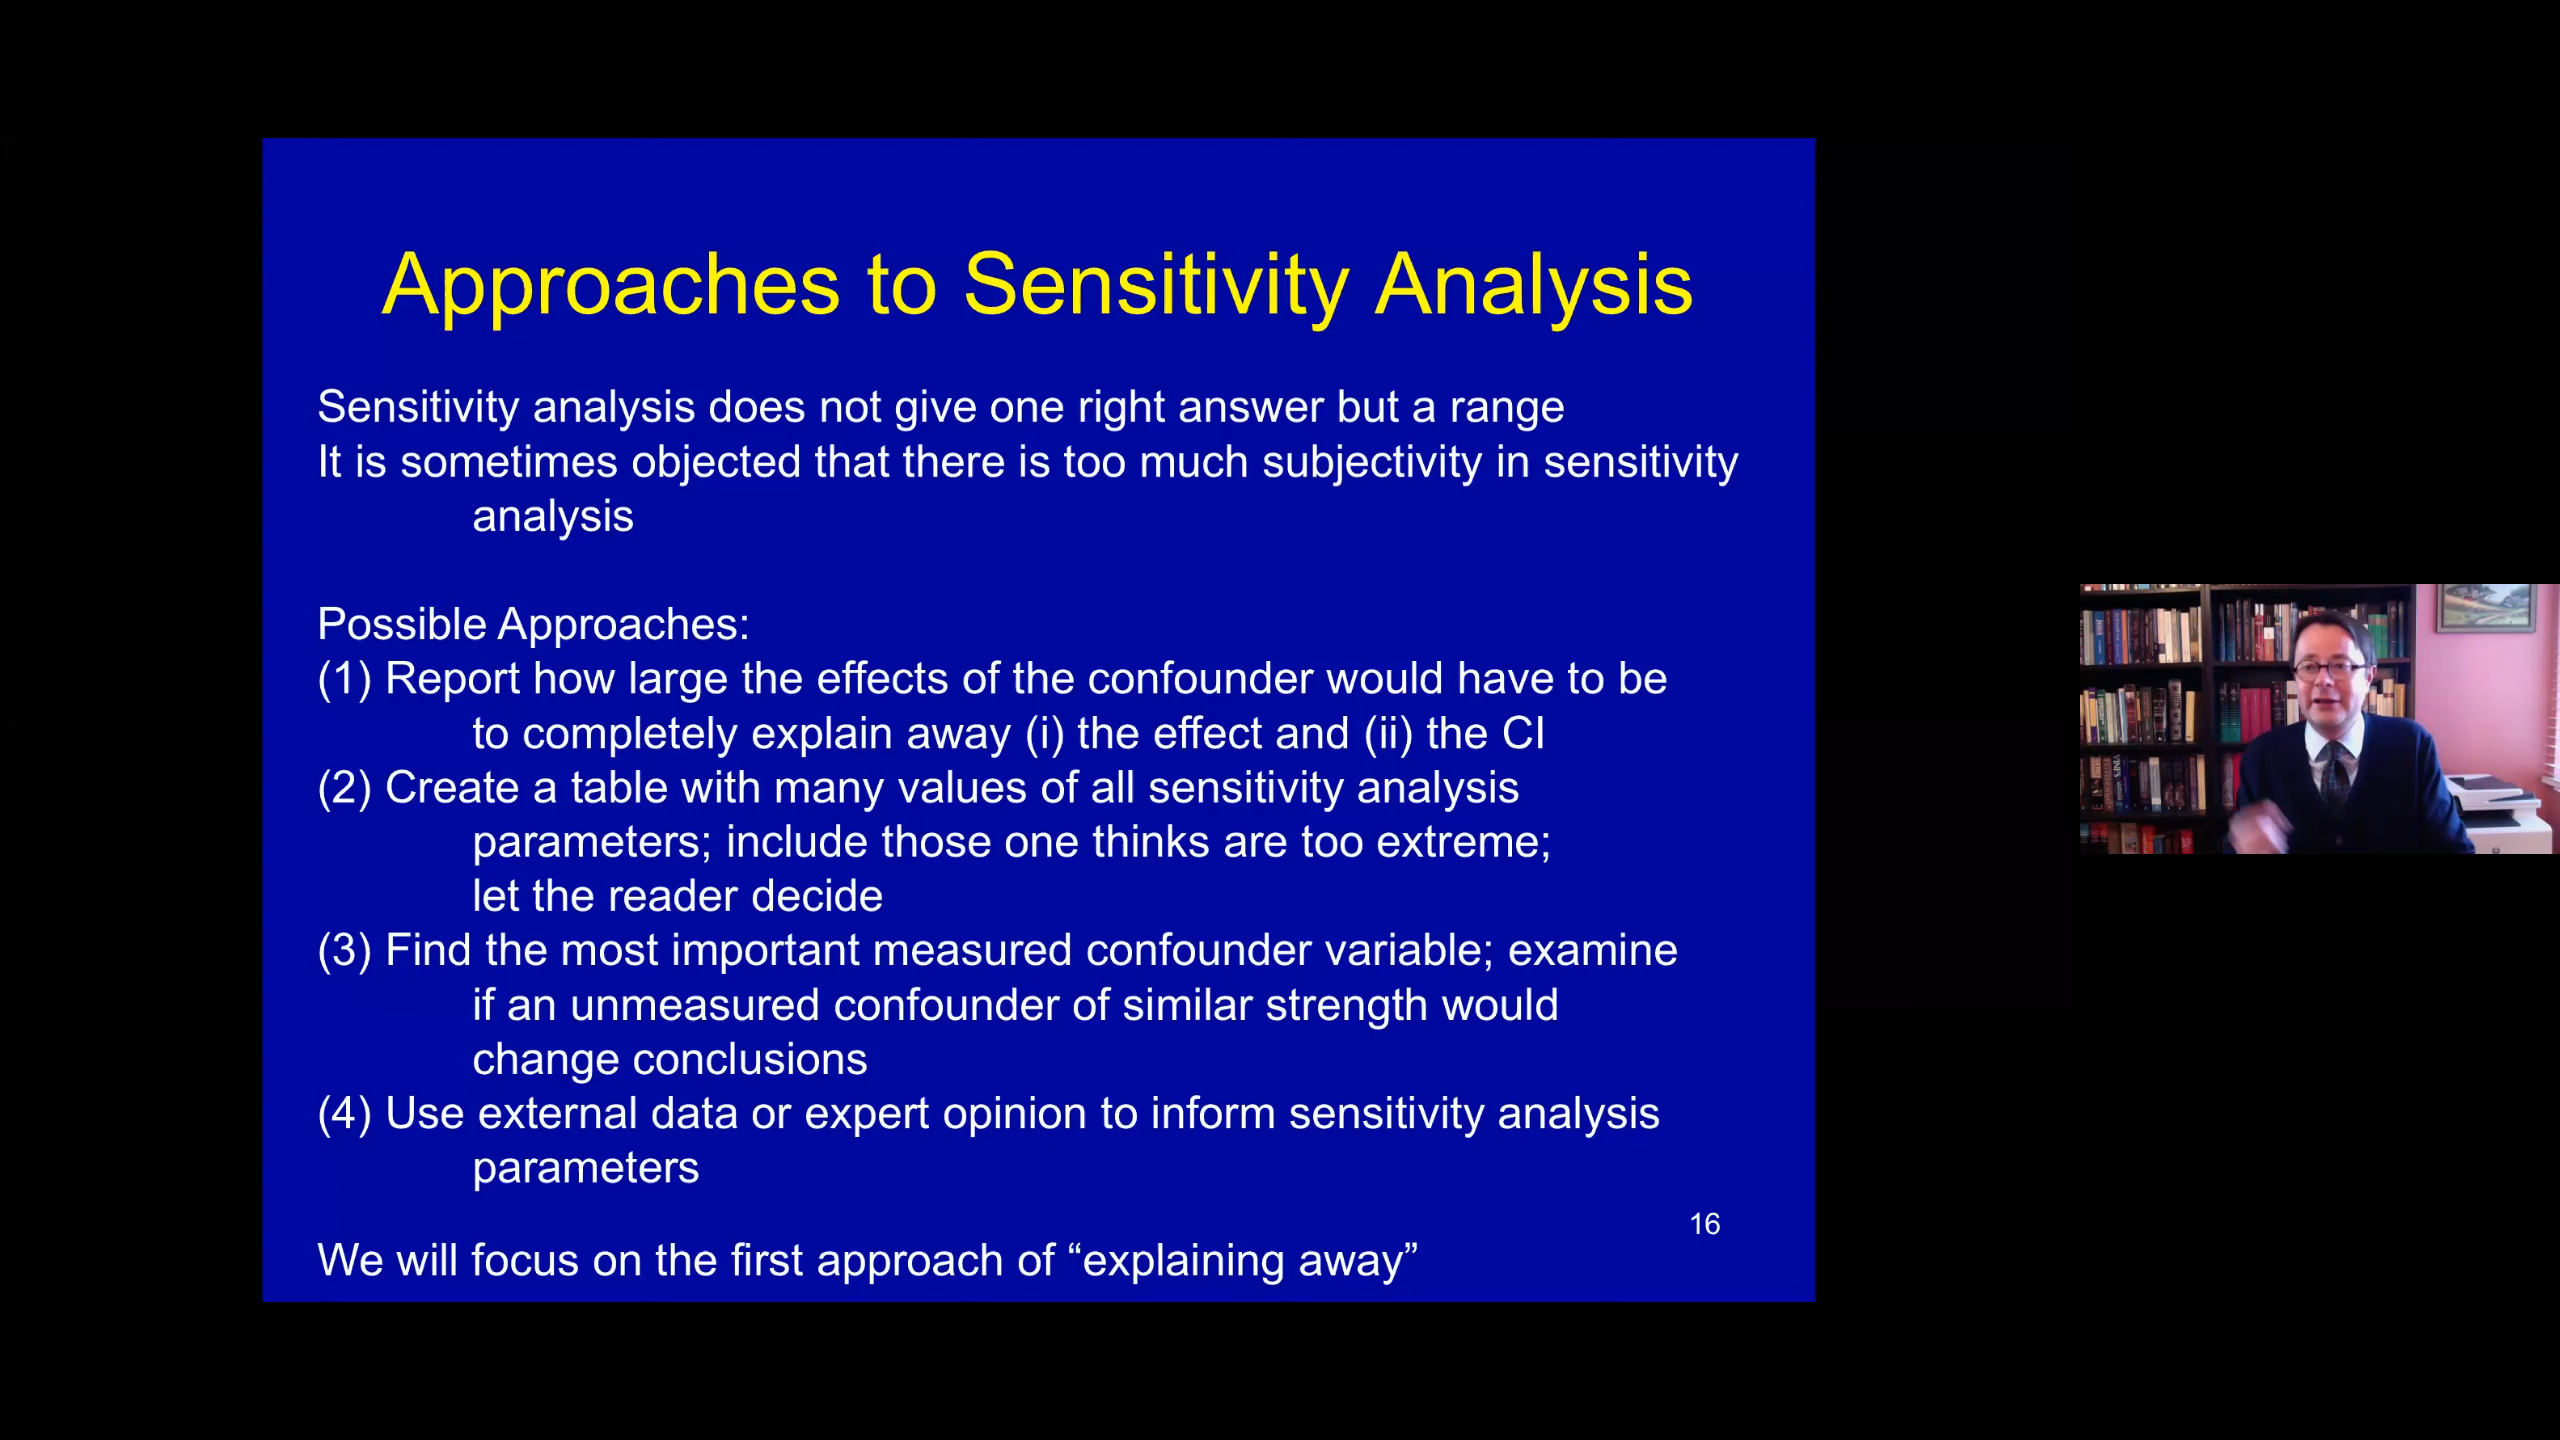 Approaches to Sensitivity Analysis
Sensitivity analysis does not give one right answer but a range
It is sometimes objected that there is too much subjectivity in sensitivity
analysis
Possible Approaches:
(1) Report how large the effects of the confounder would have to be
to completely explain away (i) the effect and (ii) the CI
(2) Create a table with many values of all sensitivity analysis
parameters; include those one thinks are too extreme;
let the reader decide
(3) Find the most important measured confounder variable; examine
if an unmeasured confounder of similar strength would
change conclusions
(4) Use external data or expert opinion to inform sensitivity analysis
parameters
16
We will focus on the first approach of “explaining away”